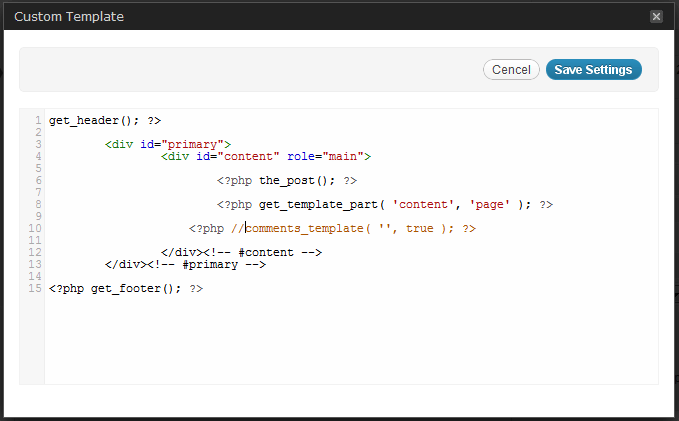 Custom Template
Cencel Save Settings
1 get_header(); ?>
2
3 <div id="primary">
4 <div id="content" role="main">
5
6 <?php the_post(); ?>
7
8 <?php get_template_part( 'content', 'page' ); ?>
9
10 <?php //comments_template( '', true ); ?>
11
12 </div><!-- #content -->
13 </div><!-- #primary -->
14
15 <?php get_footer(); ?>